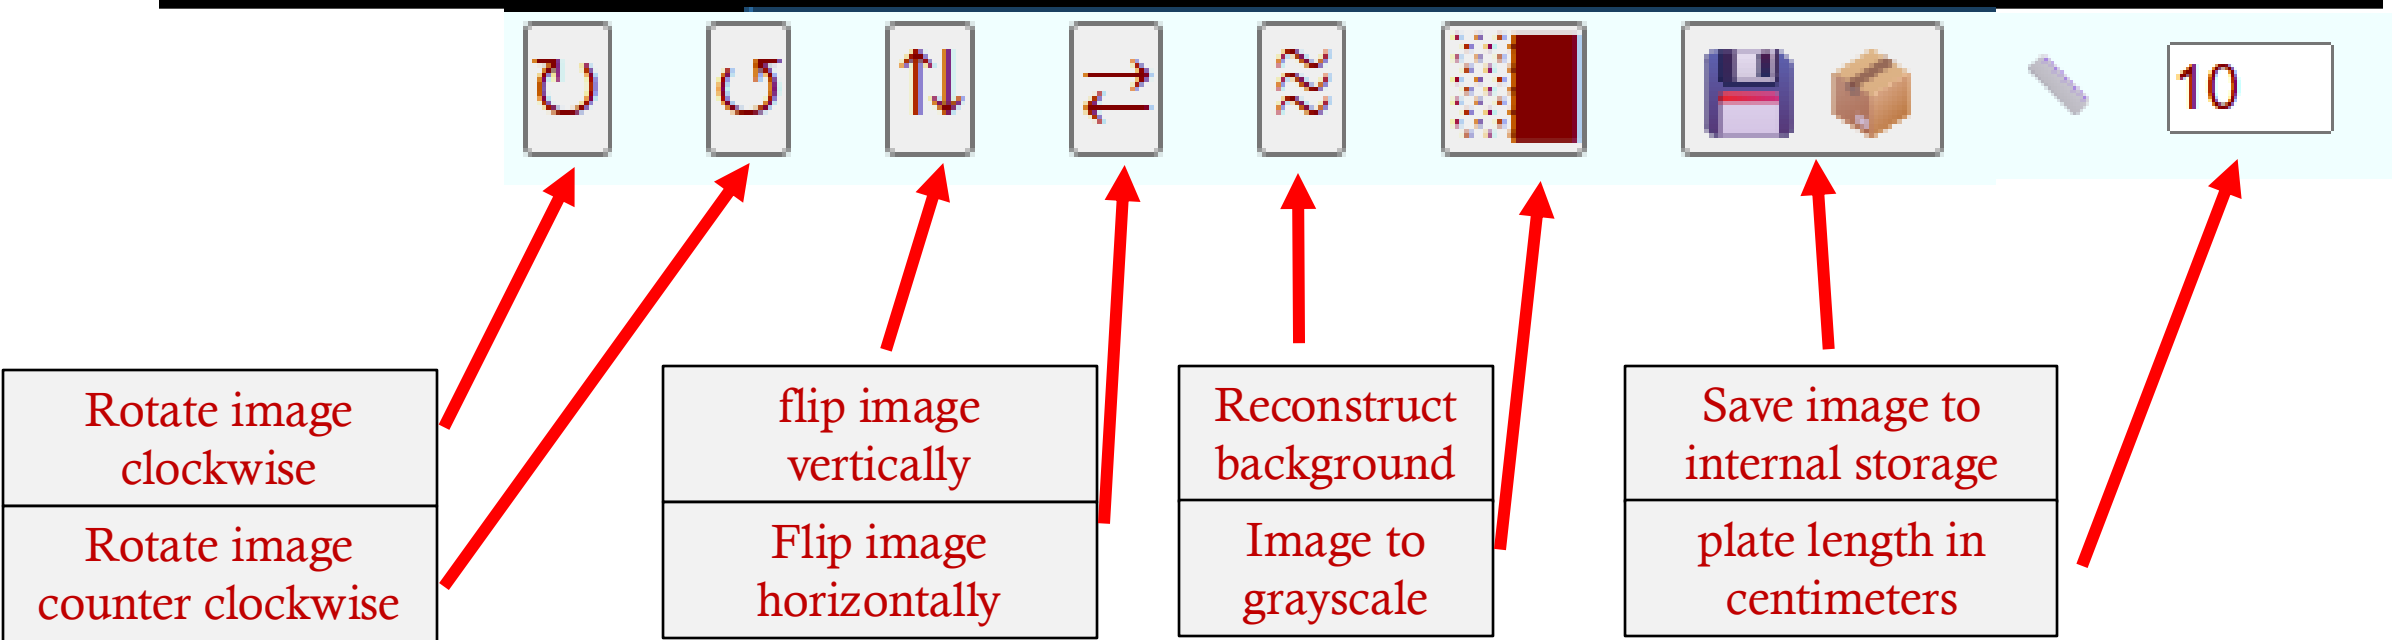 10
Rotate image
clockwise
Rotate image
counter clockwise
flip image
vertically
Flip image
horizontally
Reconstruct
background
Image to
grayscale
Save image to
internal storage
plate length in
centimeters